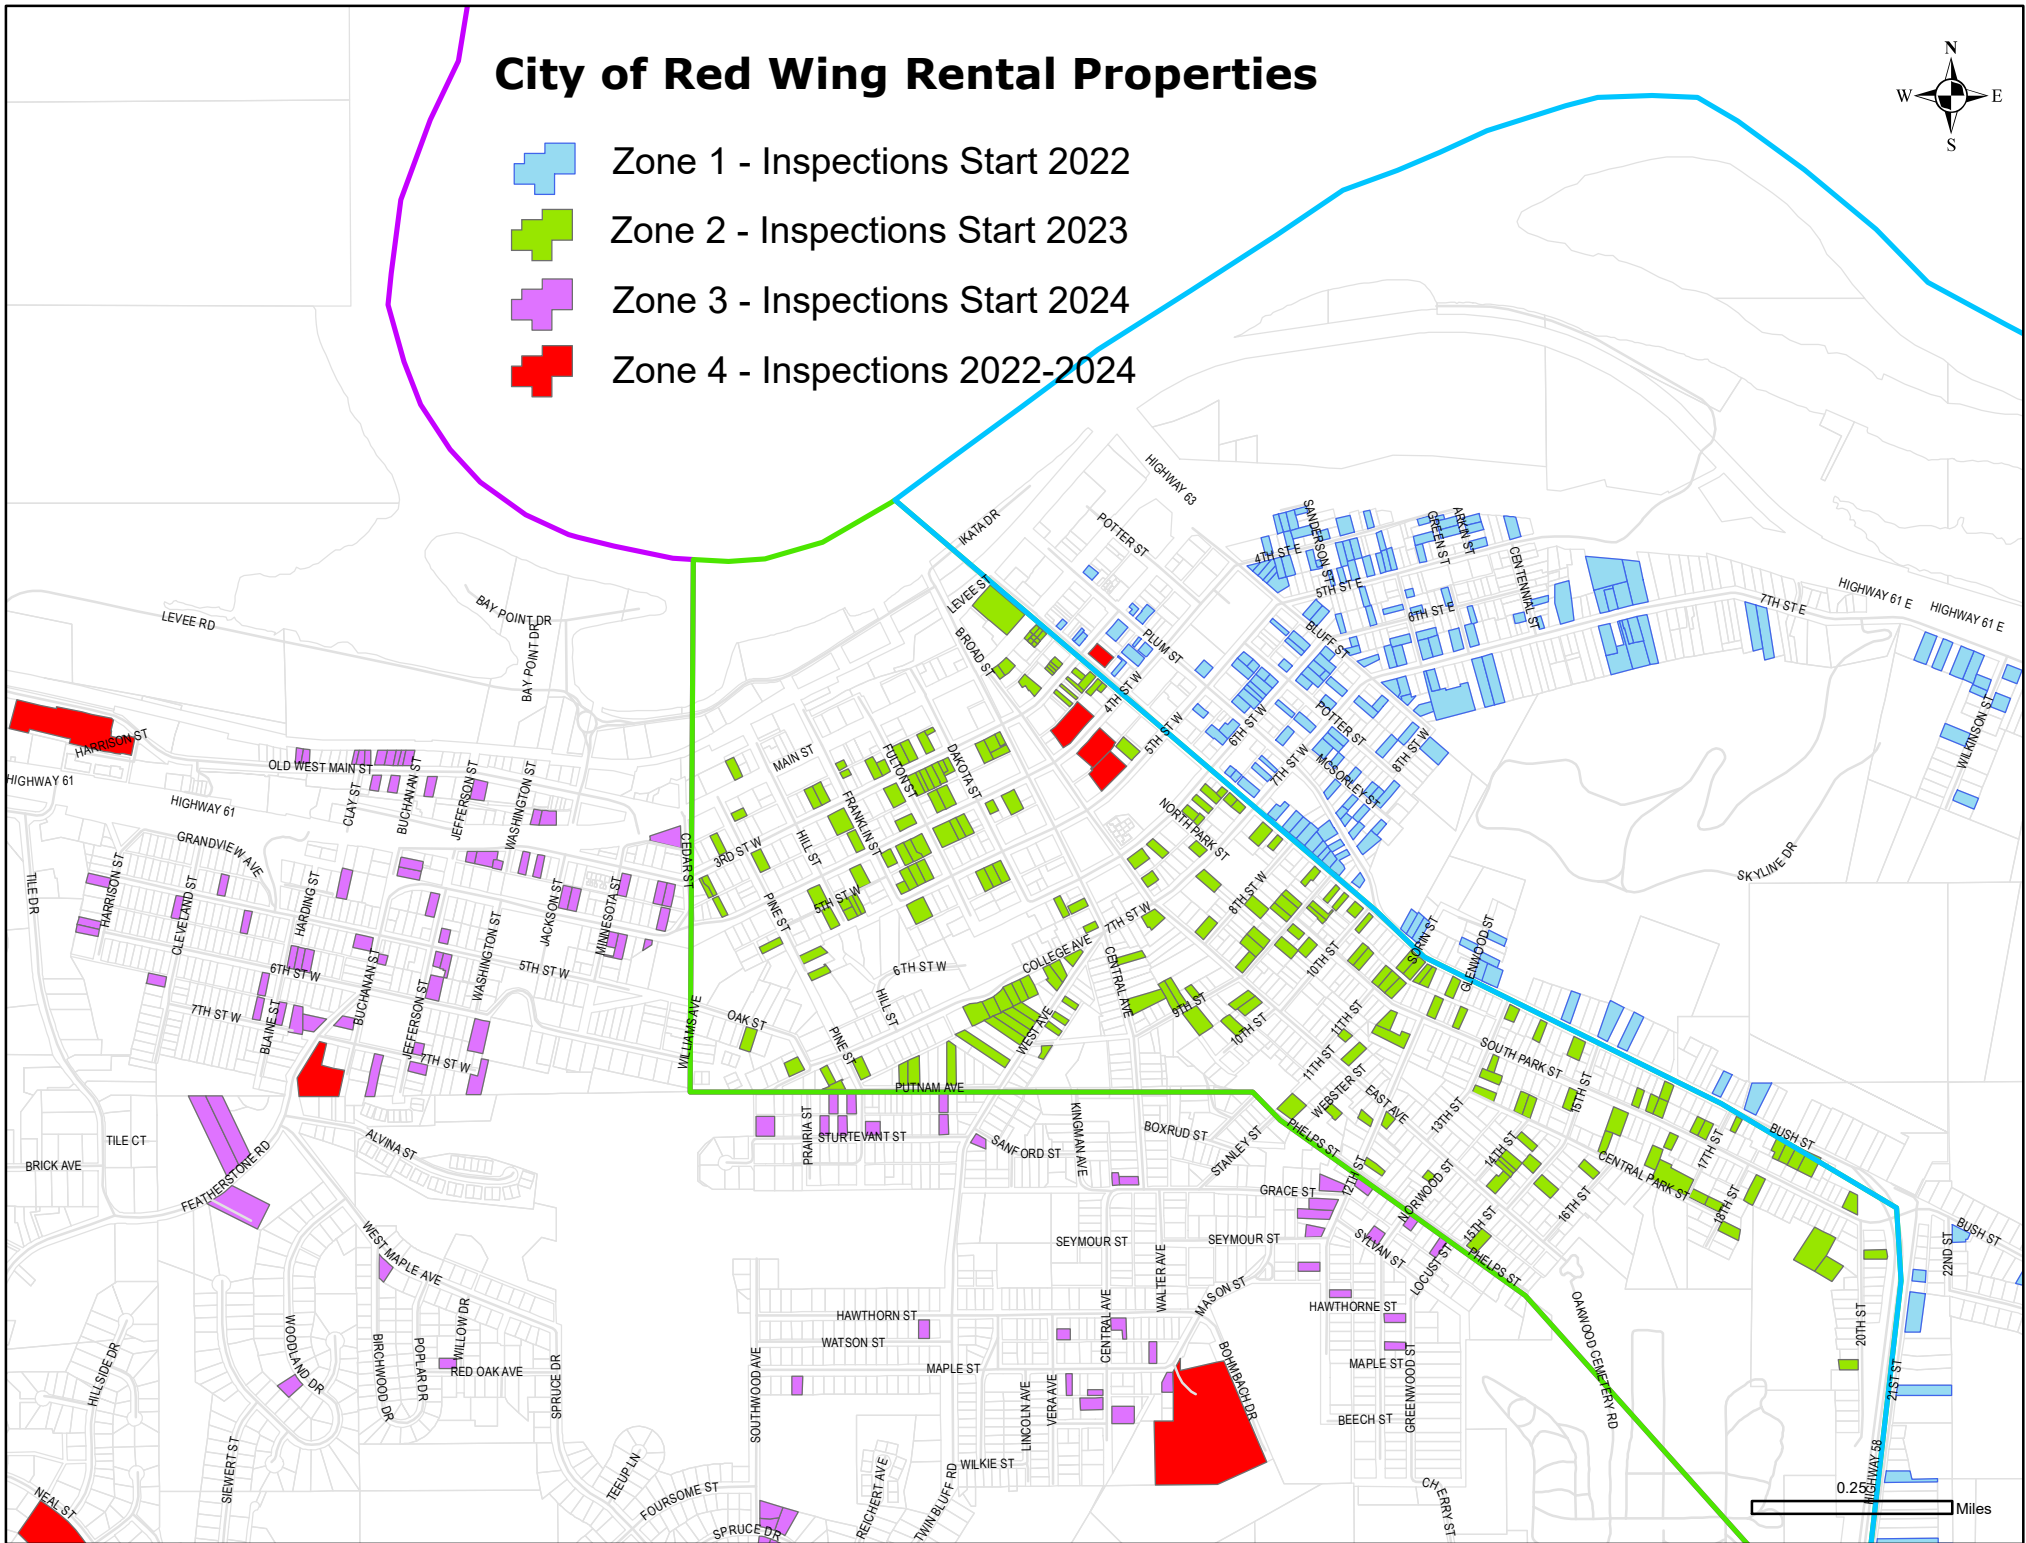 City of Red Wing Rental Properties
N
W E
S
Zone 1 - Inspections Start 2022
Zone 2 - Inspections Start 2023
Zone 3 - Inspections Start 2024
Zone 4 - Inspections 2022-2024
HIGHWAY 63
IKATA DR
POTTER ST
SANDERSON ST
GREEN ST
ARKIN ST
4TH ST E
CENTENNIAL ST
5TH ST E
6TH ST E
7TH ST E
HIGHWAY 61 E
HIGHWAY 61 E
LEVEE RD
BAY POINT DR
BAY POINT DR
LEVEE ST
BROAD ST
PLUM ST
BLUFF ST
4TH ST W
5TH ST W
6TH ST W
POTTER ST
7TH ST W
8TH ST W
MCSORLEY ST
WILKINSON ST
SKYLINE DR
HARRISON ST
HIGHWAY 61
OLD WEST MAIN ST
HIGHWAY 61
CLAY ST
BUCHANAN ST
JEFFERSON ST
WASHINGTON ST
MAIN ST
FULTON ST
DAKOTA ST
FRANKLIN ST
HILL ST
3RD ST W
CEDAR ST
NORTH PARK ST
GRANDVIEW AVE
TILE DR
HARRISON ST
CLEVELAND ST
HARDING ST
JACKSON ST
MINNESOTA ST
PINE ST
5TH ST W
7TH ST W
8TH ST W
10TH ST
SORIN ST
GLENWOOD ST
6TH ST W
5TH ST W
WASHINGTON ST
BUCHANAN ST
6TH ST W
COLLEGE AVE
CENTRAL AVE
9TH ST
10TH ST
7TH ST W
BLAINE ST
JEFFERSON ST
7TH ST W
WILLIAMS AVE
OAK ST
HILL ST
PINE ST
WEST AVE
11TH ST
11TH ST
SOUTH PARK ST
PUTNAM AVE
WEBSTER ST
EAST AVE
15TH ST
13TH ST
BUSH ST
TILE CT
BRICK AVE
ALVINA ST
FEATHERSTONE RD
PRAIRIA ST
STURTEVANT ST
SANFORD ST
KINGMAN AVE
BOXRUD ST
STANLEY ST
PHELPS ST
12TH ST
14TH ST
17TH ST
CENTRAL PARK ST
GRACE ST
NORWOOD ST
16TH ST
18TH ST
WEST MAPLE AVE
SEYMOUR ST
SEYMOUR ST
SYLVAN ST
15TH ST
PHELPS ST
LOCUST ST
22ND ST
BUSH ST
WALTER AVE
MASON ST
WOODLAND DR
HILLSIDE DR
BIRCHWOOD DR
POPLAR DR
WILLOW DR
RED OAK AVE
SPRUCE DR
HAWTHORN ST
WATSON ST
MAPLE ST
CENTRAL AVE
HAWTHORNE ST
MAPLE ST
OAKWOOD CEMETERY RD
20TH ST
21ST ST
SOUTHWOOD AVE
LINCOLN AVE
VERA AVE
BOHMBACH DR
BEECH ST
GREENWOOD ST
SIEWERT ST
NEAL ST
TEEUP LN
FOURSOME ST
SPRUCE DR
REICHERT AVE
TWIN BLUFF RD
WILKIE ST
CHERRY ST
HIGHWAY 58
0.25
Miles